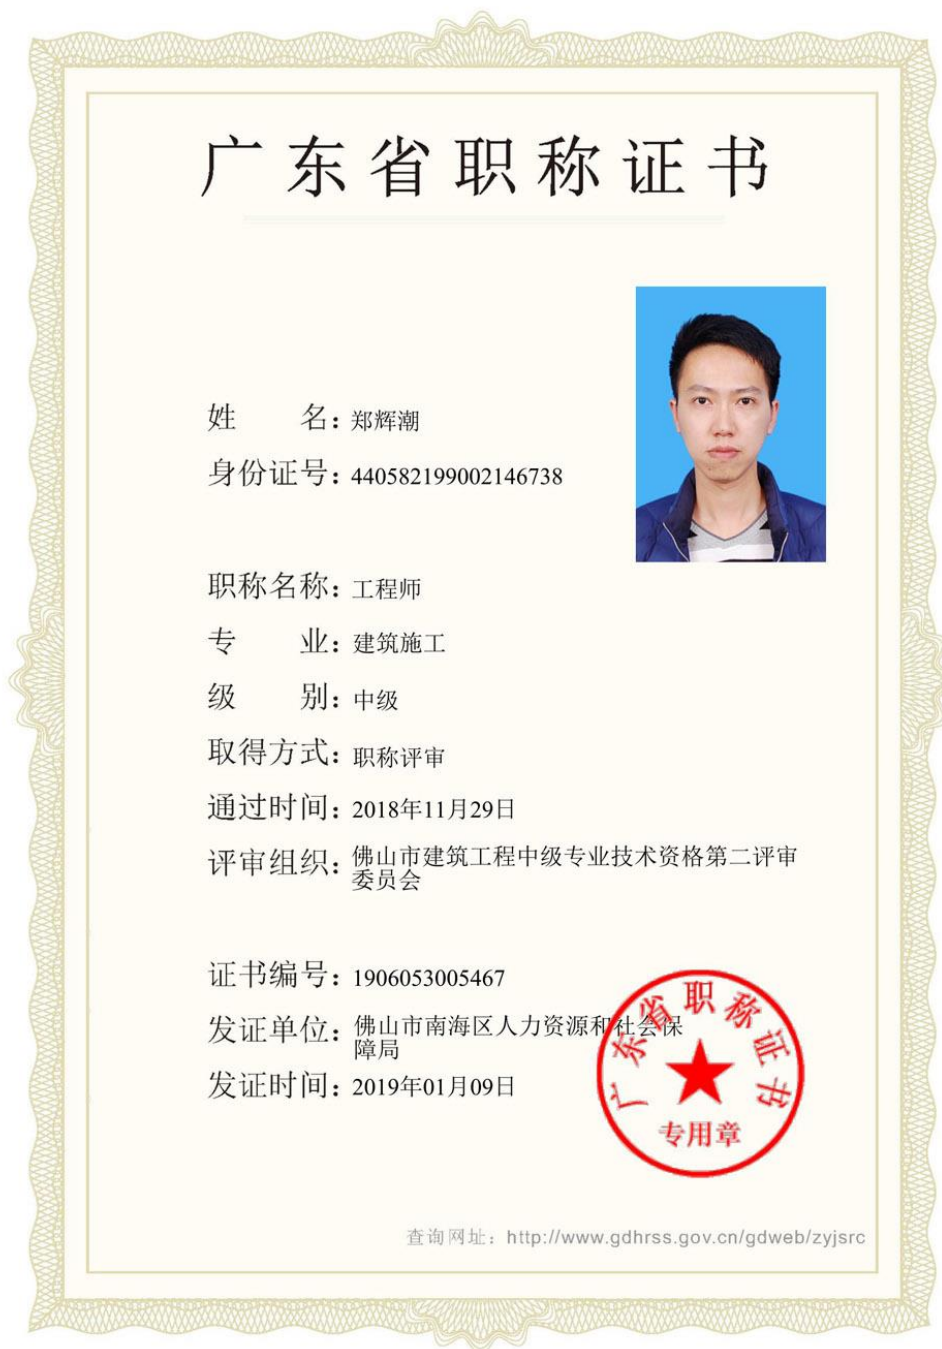 广东省职称证书
姓名：郑辉潮
身份证号：440582199002146738
职称名称：工程师
专业：建筑施工
级别：中级
取得方式：职称评审
通过时间：2018年11月29日
评审组织：佛山市建筑工程中级专业技术资格第二评审
委员会
证书编号：1906053005467
发证单位：佛山市南海区人力资源和社会保
障局
发证时间：2019年01月09日
广东省职称证书
专用章
查询网址：http://www.gdhrss.gov.cn/gdweb/zyjsrc